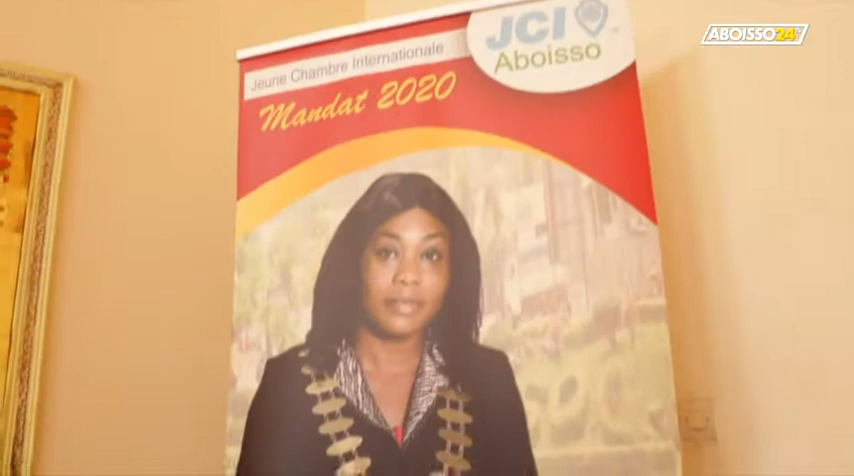 ABOISSO24
JCI
Aboisso
Jeune Chambre Internationale
Mandat 2020